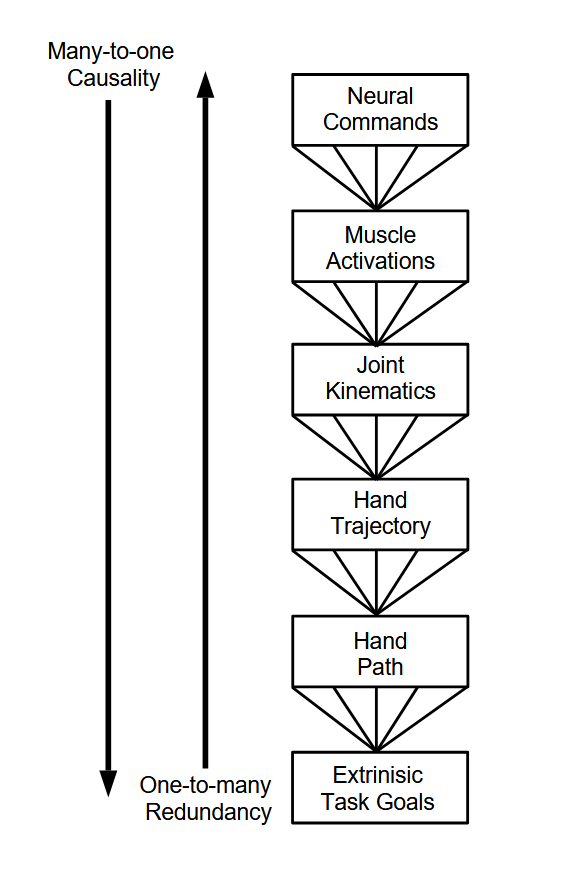 Many-to-one
Causality
Neural
Commands
Muscle
Activations
Joint
Kinematics
Hand
Trajectory
Hand
Path
One-to-many
Redundancy
Extrinisic
Task Goals